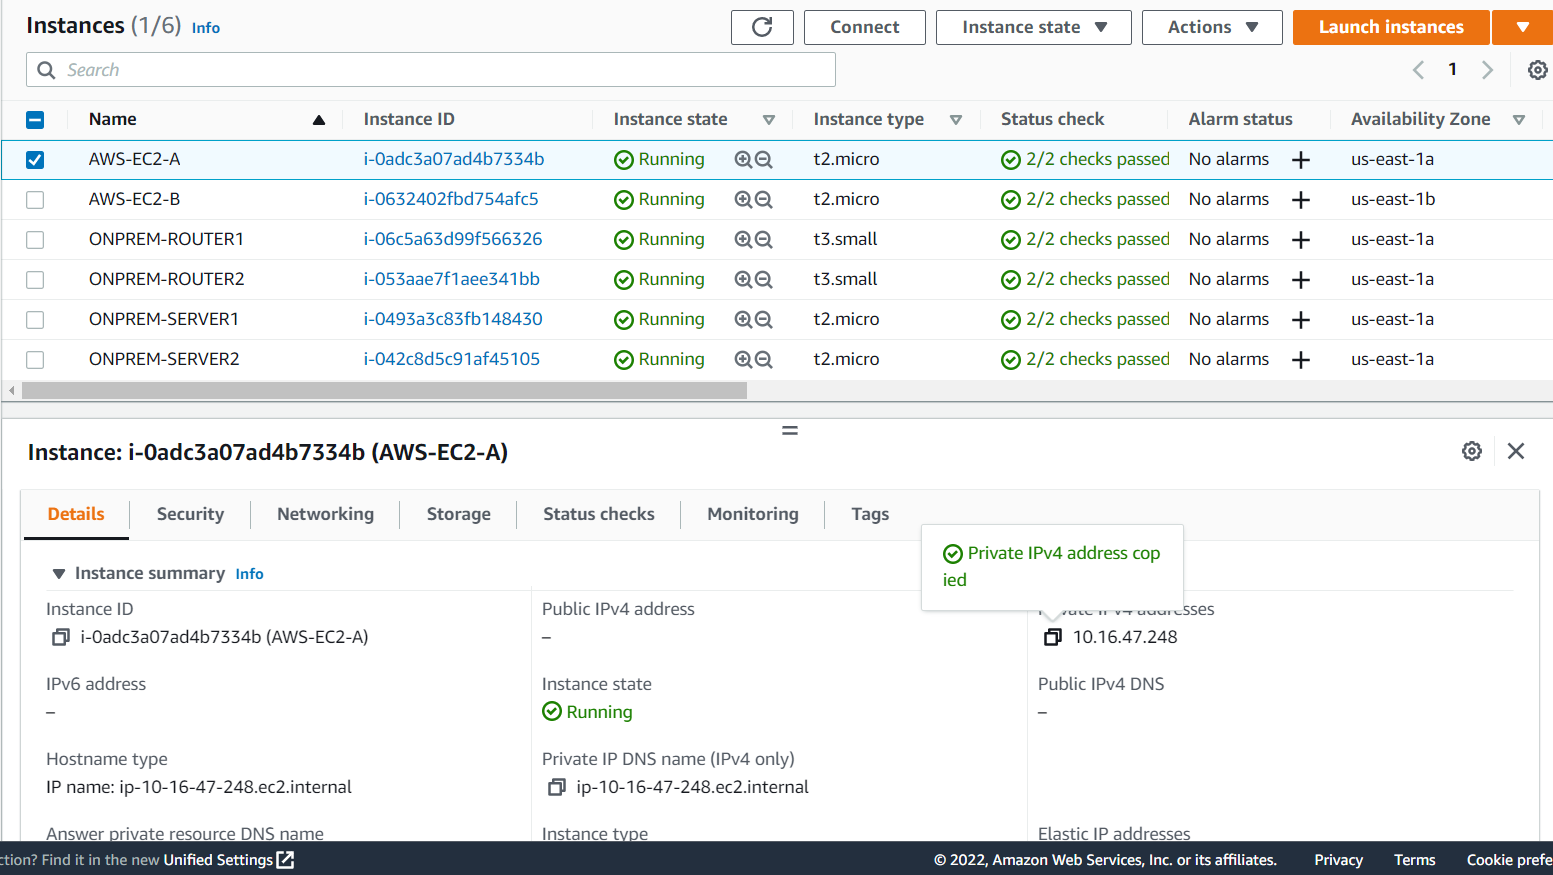 Instances (1/6) Info
Connect Instance state Actions Launch instances
Search
1
Name Instance ID Instance state Instance type Status check Alarm status Availability Zone
AWS-EC2-A i-0adc3a07ad4b7334b Running t2.micro 2/2 checks passed No alarms us-east-1a
AWS-EC2-B i-0632402fbd754afc5 Running t2.micro 2/2 checks passed No alarms us-east-1b
ONPREM-ROUTER1 i-06c5a63d99f566326 Running t3.small 2/2 checks passed No alarms us-east-1a
ONPREM-ROUTER2 i-053aae7f1aee341bb Running t3.small 2/2 checks passed No alarms us-east-1a
ONPREM-SERVER1 i-0493a3c83fb148430 Running t2.micro 2/2 checks passed No alarms us-east-1a
ONPREM-SERVER2 i-042c8d5c91af45105 Running t2.micro 2/2 checks passed No alarms us-east-1a
Instance: i-0adc3a07ad4b7334b (AWS-EC2-A)
Details Security Networking Storage Status checks Monitoring Tags
Private IPv4 address cop
ied
Instance summary Info
Instance ID Public IPv4 address Private IPv4 addresses
i-0adc3a07ad4b7334b (AWS-EC2-A) – 10.16.47.248
IPv6 address Instance state Public IPv4 DNS
– Running –
Hostname type Private IP DNS name (IPv4 only)
IP name: ip-10-16-47-248.ec2.internal ip-10-16-47-248.ec2.internal
Answer private resource DNS name Instance type Elastic IP addresses
ction? Find it in the new Unified Settings © 2022, Amazon Web Services, Inc. or its affiliates. Privacy Terms Cookie prefe